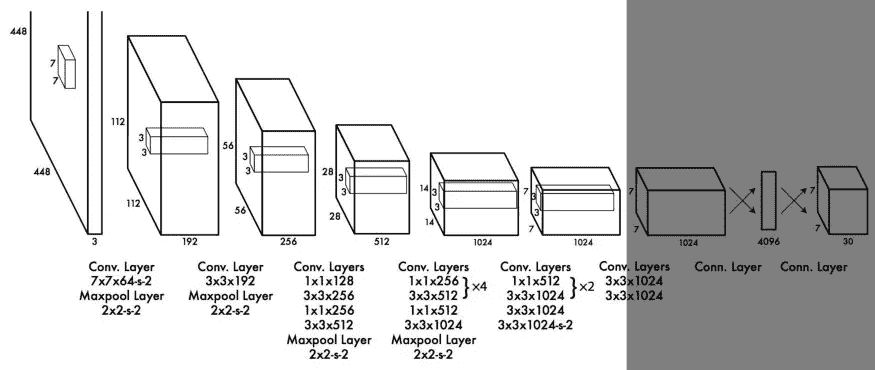 448
7
7
448
3
112
3
3
112
192
56
3
3
56
256
28
3
3
28
512
14
3
3
14
1024
7
3
3
7
1024
7
7
1024
4096
7
7
30
Conv. Layer
7x7x64-s-2
Maxpool Layer
2x2-s-2
Conv. Layer
3x3x192
Maxpool Layer
2x2-s-2
Conv. Layers
1x1x128
3x3x256
1x1x256
3x3x512
Maxpool Layer
2x2-s-2
Conv. Layers
1x1x256
3x3x512
} ×4
1x1x512
3x3x1024
Maxpool Layer
2x2-s-2
Conv. Layers
1x1x512
3x3x1024
} ×2
3x3x1024
3x3x1024-s-2
Conv. Layers
3x3x1024
3x3x1024
Conn. Layer
Conn. Layer